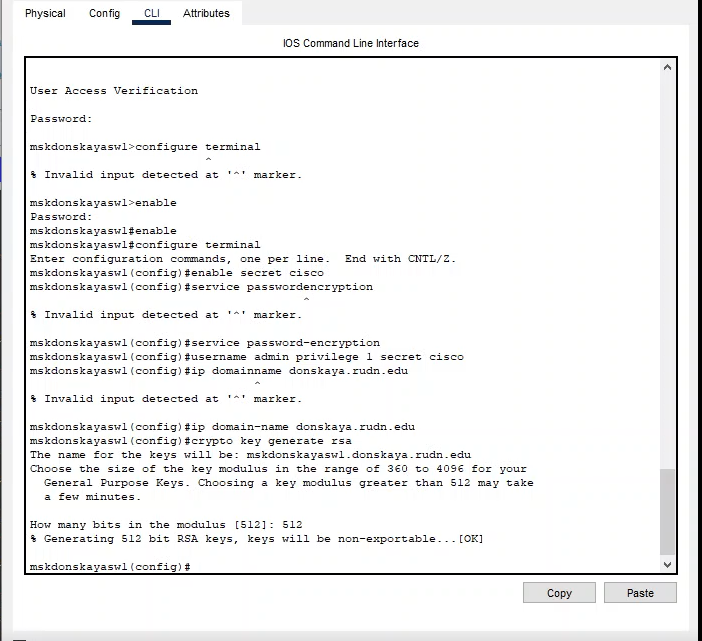 Physical Config CLI Attributes
IOS Command Line Interface
User Access Verification
Password:
mskdonskayasw1>configure terminal
^
% Invalid input detected at '^' marker.
mskdonskayasw1>enable
Password:
mskdonskayasw1#enable
mskdonskayasw1#configure terminal
Enter configuration commands, one per line. End with CNTL/Z.
mskdonskayasw1(config)#enable secret cisco
mskdonskayasw1(config)#service passwordencryption
^
% Invalid input detected at '^' marker.
mskdonskayasw1(config)#service password-encryption
mskdonskayasw1(config)#username admin privilege 1 secret cisco
mskdonskayasw1(config)#ip domainname donskaya.rudn.edu
^
% Invalid input detected at '^' marker.
mskdonskayasw1(config)#ip domain-name donskaya.rudn.edu
mskdonskayasw1(config)#crypto key generate rsa
The name for the keys will be: mskdonskayasw1.donskaya.rudn.edu
Choose the size of the key modulus in the range of 360 to 4096 for your
General Purpose Keys. Choosing a key modulus greater than 512 may take
a few minutes.
How many bits in the modulus [512]: 512
% Generating 512 bit RSA keys, keys will be non-exportable...[OK]
mskdonskayasw1(config)#
Copy Paste